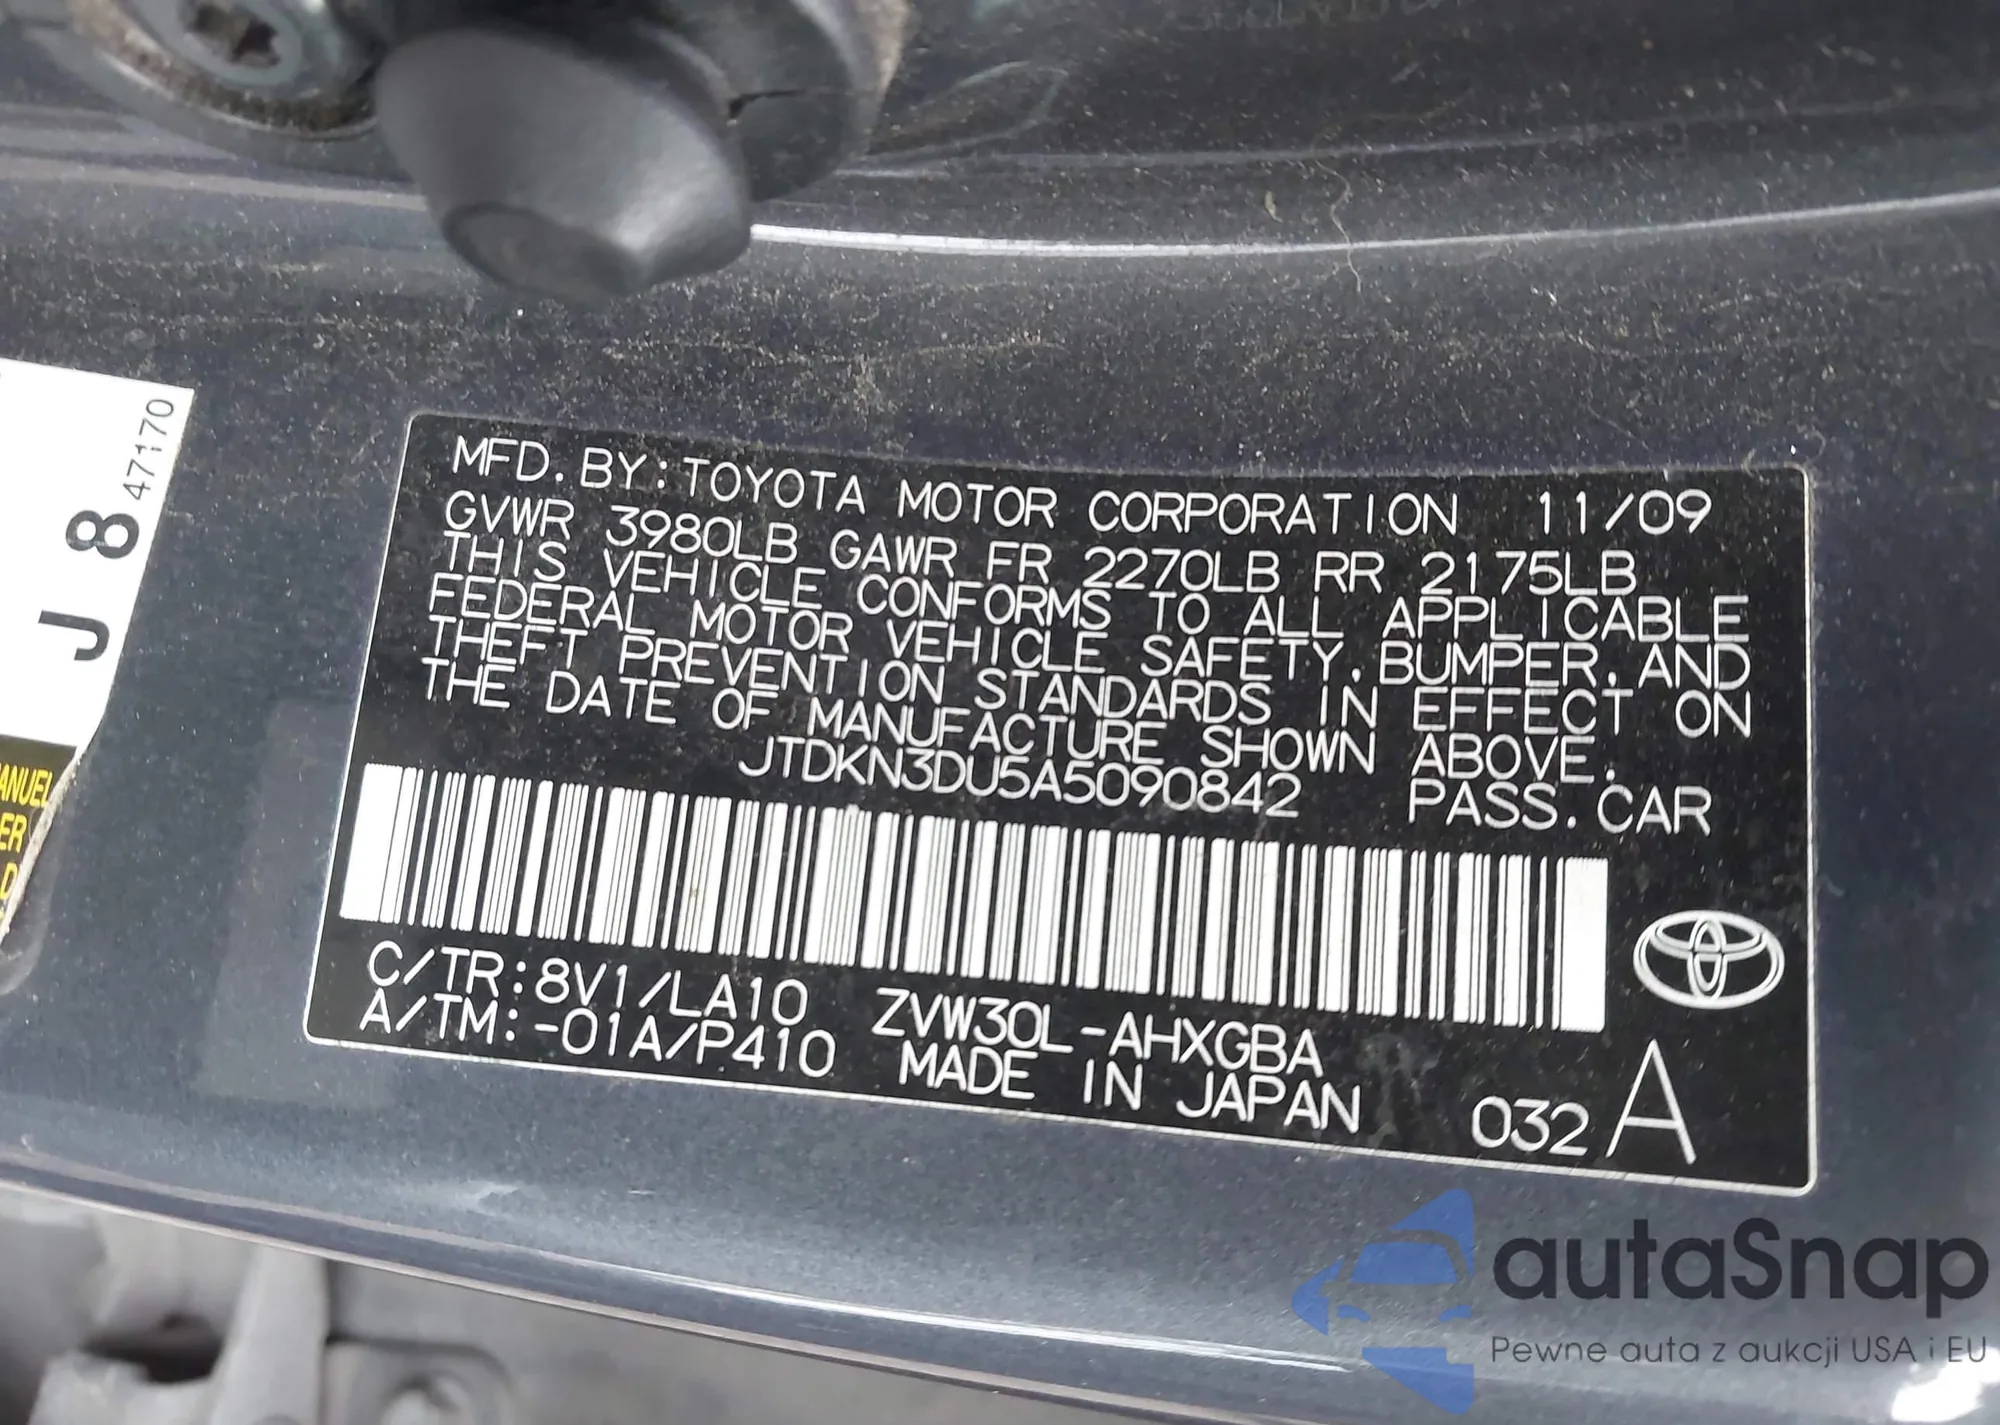 J 8 47170
ANUEL
ER
D
MFD. BY: TOYOTA MOTOR CORPORATION 11/09
GVWR 3980LB GAWR FR 2270LB RR 2175LB
THIS VEHICLE CONFORMS TO ALL APPLICABLE
FEDERAL MOTOR VEHICLE SAFETY, BUMPER, AND
THEFT PREVENTION STANDARDS IN EFFECT ON
THE DATE OF MANUFACTURE SHOWN ABOVE.
JTDKN3DU5A5090842 PASS. CAR
C/TR:8V1/LA10 ZVW30L-AHXGBA
A/TM:-01A/P410 MADE IN JAPAN 032 A
autaSnap
Pewne auta z aukcji USA i EU